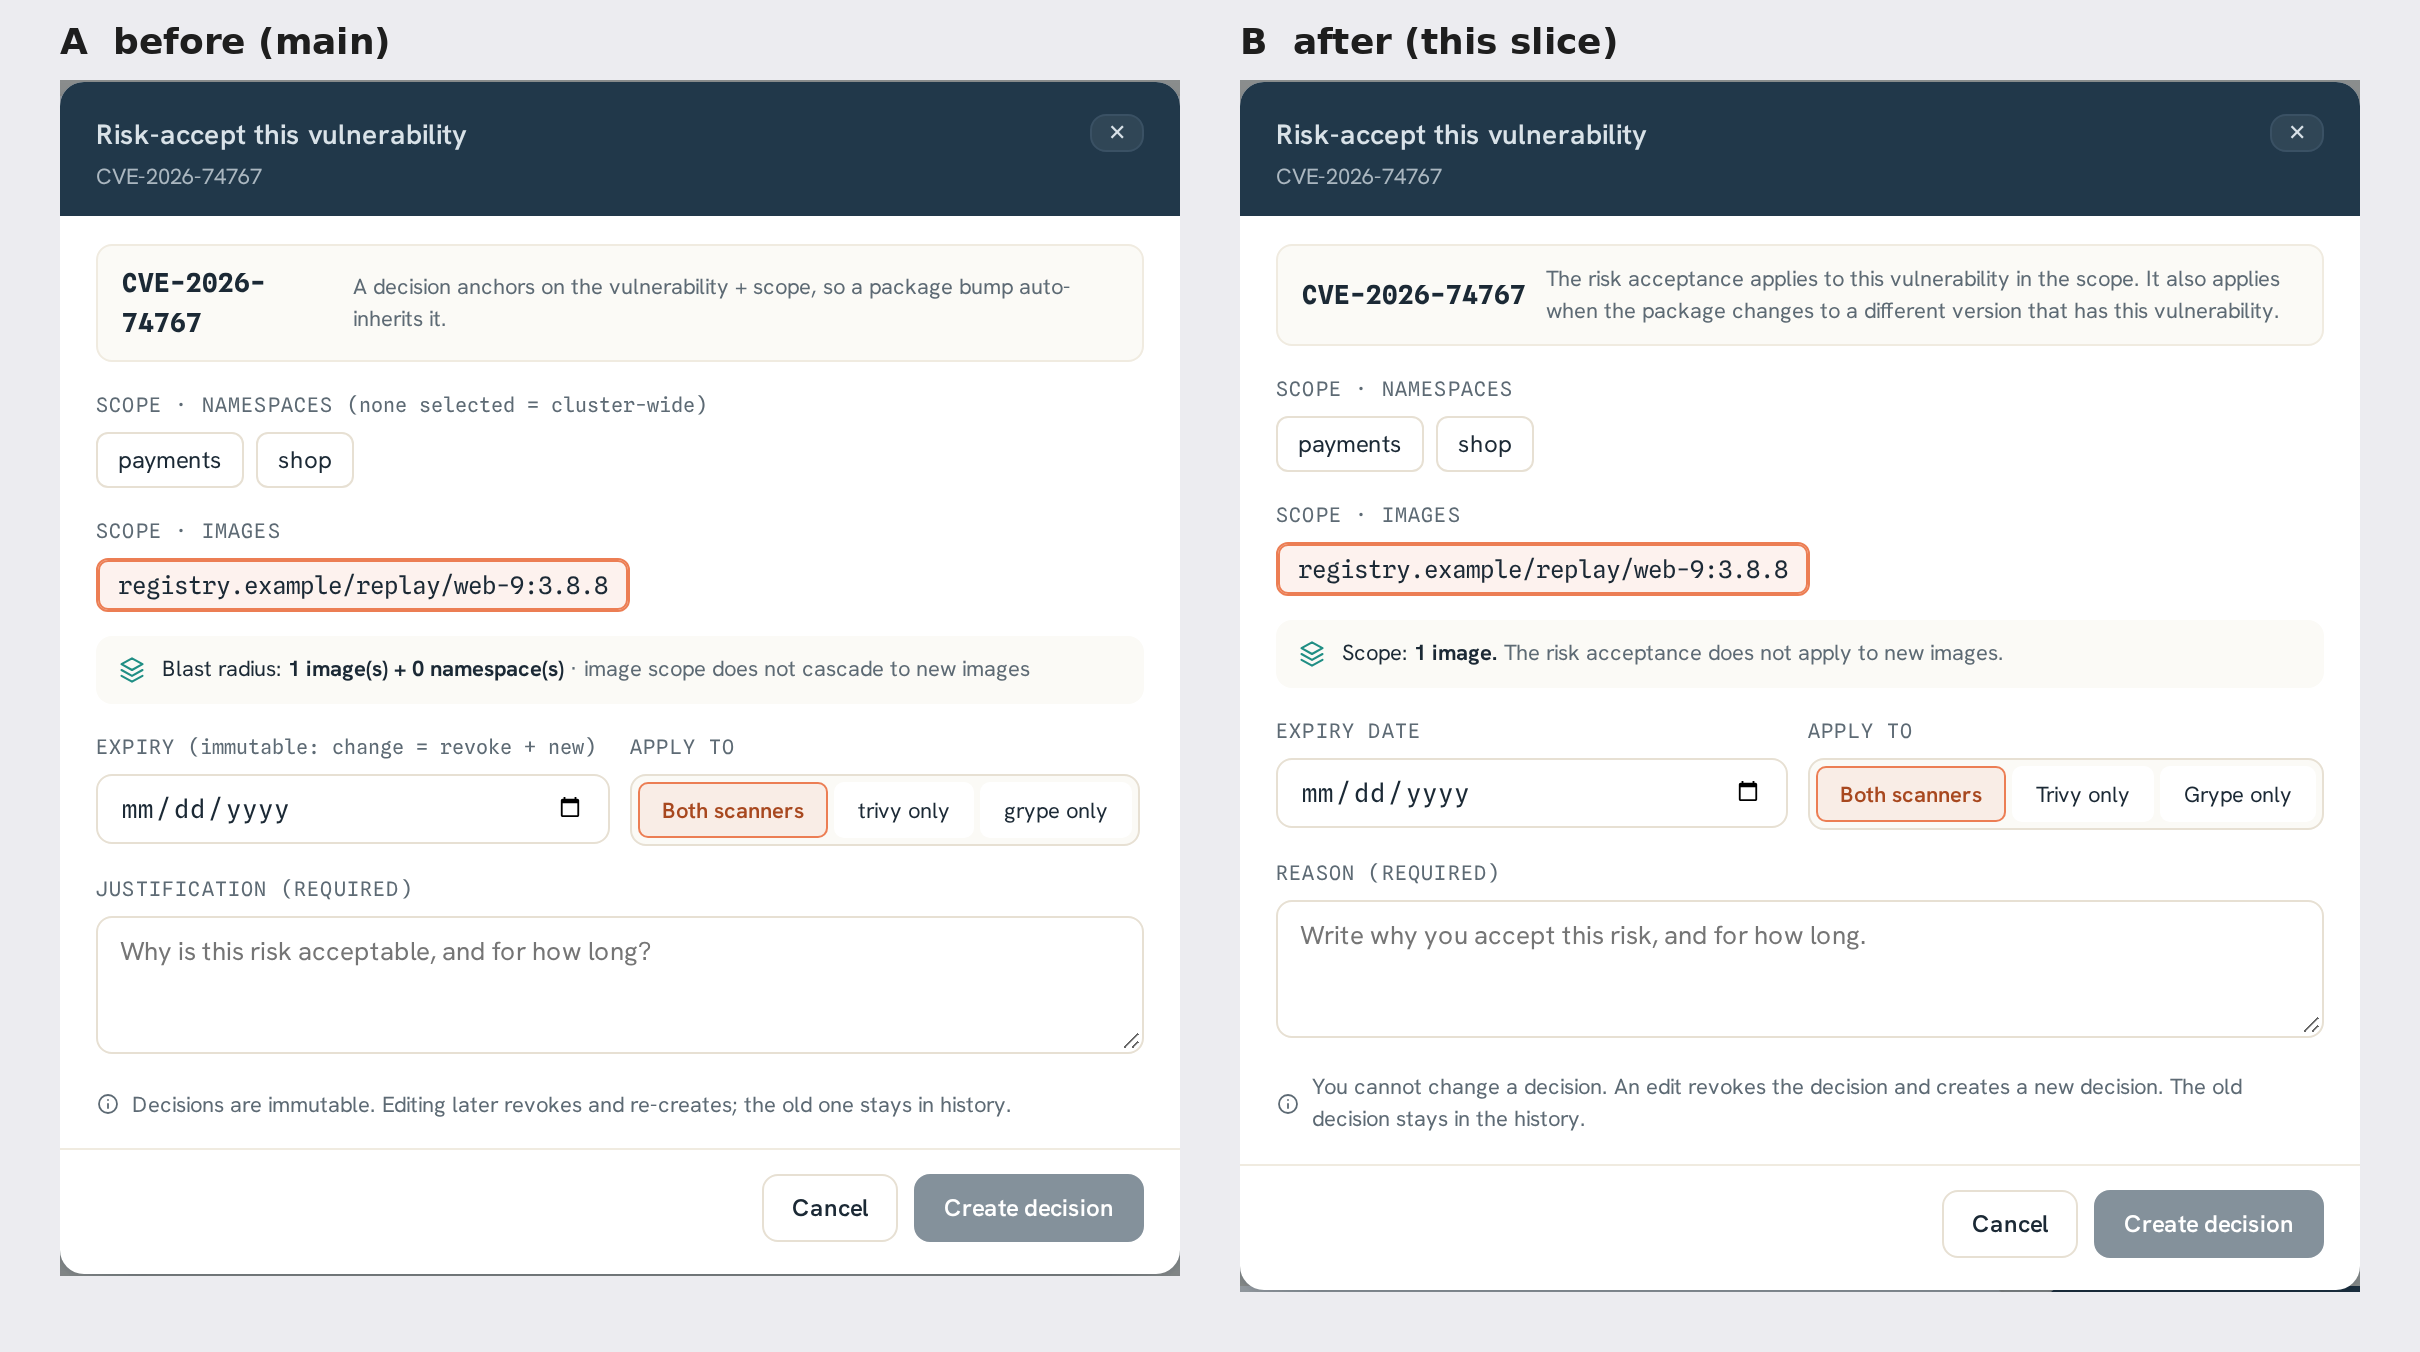 A before (main)
Risk-accept this vulnerability
CVE-2026-74767
CVE-2026-
74767
A decision anchors on the vulnerability + scope, so a package bump auto-
inherits it.
SCOPE · NAMESPACES (none selected = cluster-wide)
payments shop
SCOPE · IMAGES
registry.example/replay/web-9:3.8.8
Blast radius: 1 image(s) + 0 namespace(s) · image scope does not cascade to new images
EXPIRY (immutable: change = revoke + new) APPLY TO
mm/dd/yyyy Both scanners trivy only grype only
JUSTIFICATION (REQUIRED)
Why is this risk acceptable, and for how long?
Decisions are immutable. Editing later revokes and re-creates; the old one stays in history.
Cancel Create decision
B after (this slice)
Risk-accept this vulnerability
CVE-2026-74767
CVE-2026-74767
The risk acceptance applies to this vulnerability in the scope. It also applies
when the package changes to a different version that has this vulnerability.
SCOPE · NAMESPACES
payments shop
SCOPE · IMAGES
registry.example/replay/web-9:3.8.8
Scope: 1 image. The risk acceptance does not apply to new images.
EXPIRY DATE APPLY TO
mm/dd/yyyy Both scanners Trivy only Grype only
REASON (REQUIRED)
Write why you accept this risk, and for how long.
You cannot change a decision. An edit revokes the decision and creates a new decision. The old
decision stays in the history.
Cancel Create decision